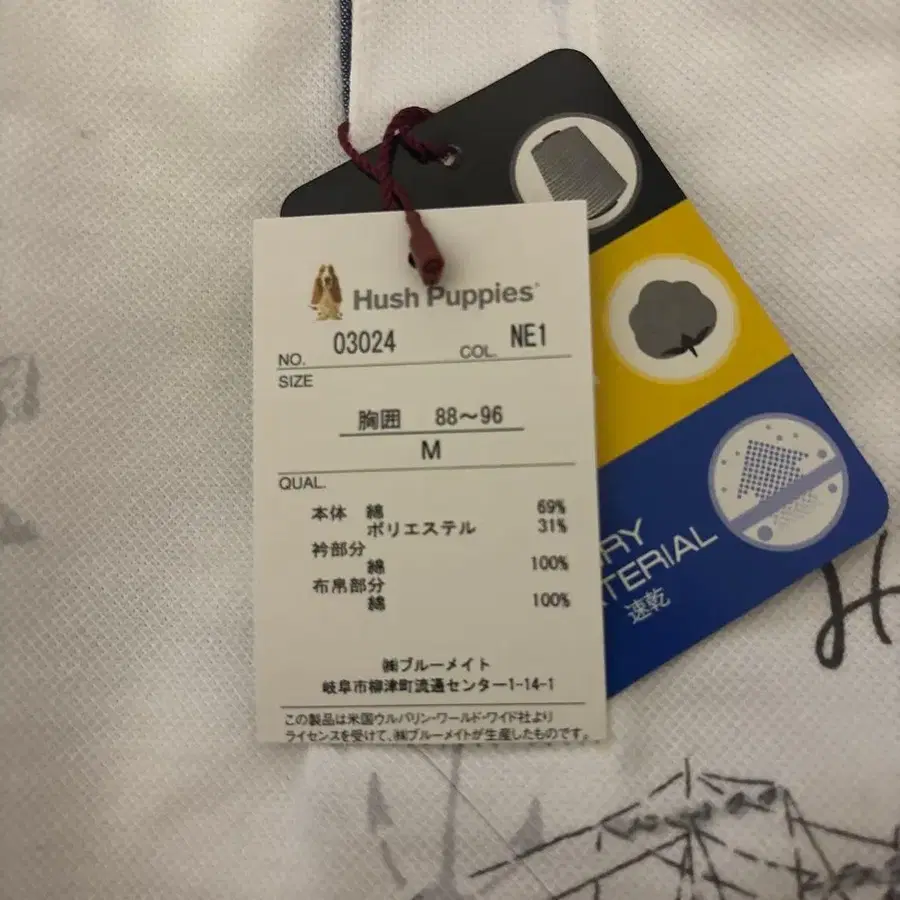 Hush Puppies
NO. 03024 COL. NE1
SIZE
胸囲 88～96
M
QUAL.
本体 綿 69%
ポリエステル 31%
衿部分
綿 100%
布帛部分
綿 100%
㈱ブルーメイト
岐阜市柳津町流通センター1-14-1
この製品は米国ウルバリン・ワールド・ワイド社より
ライセンスを受けて、㈱ブルーメイトが生産したものです。
速乾
H